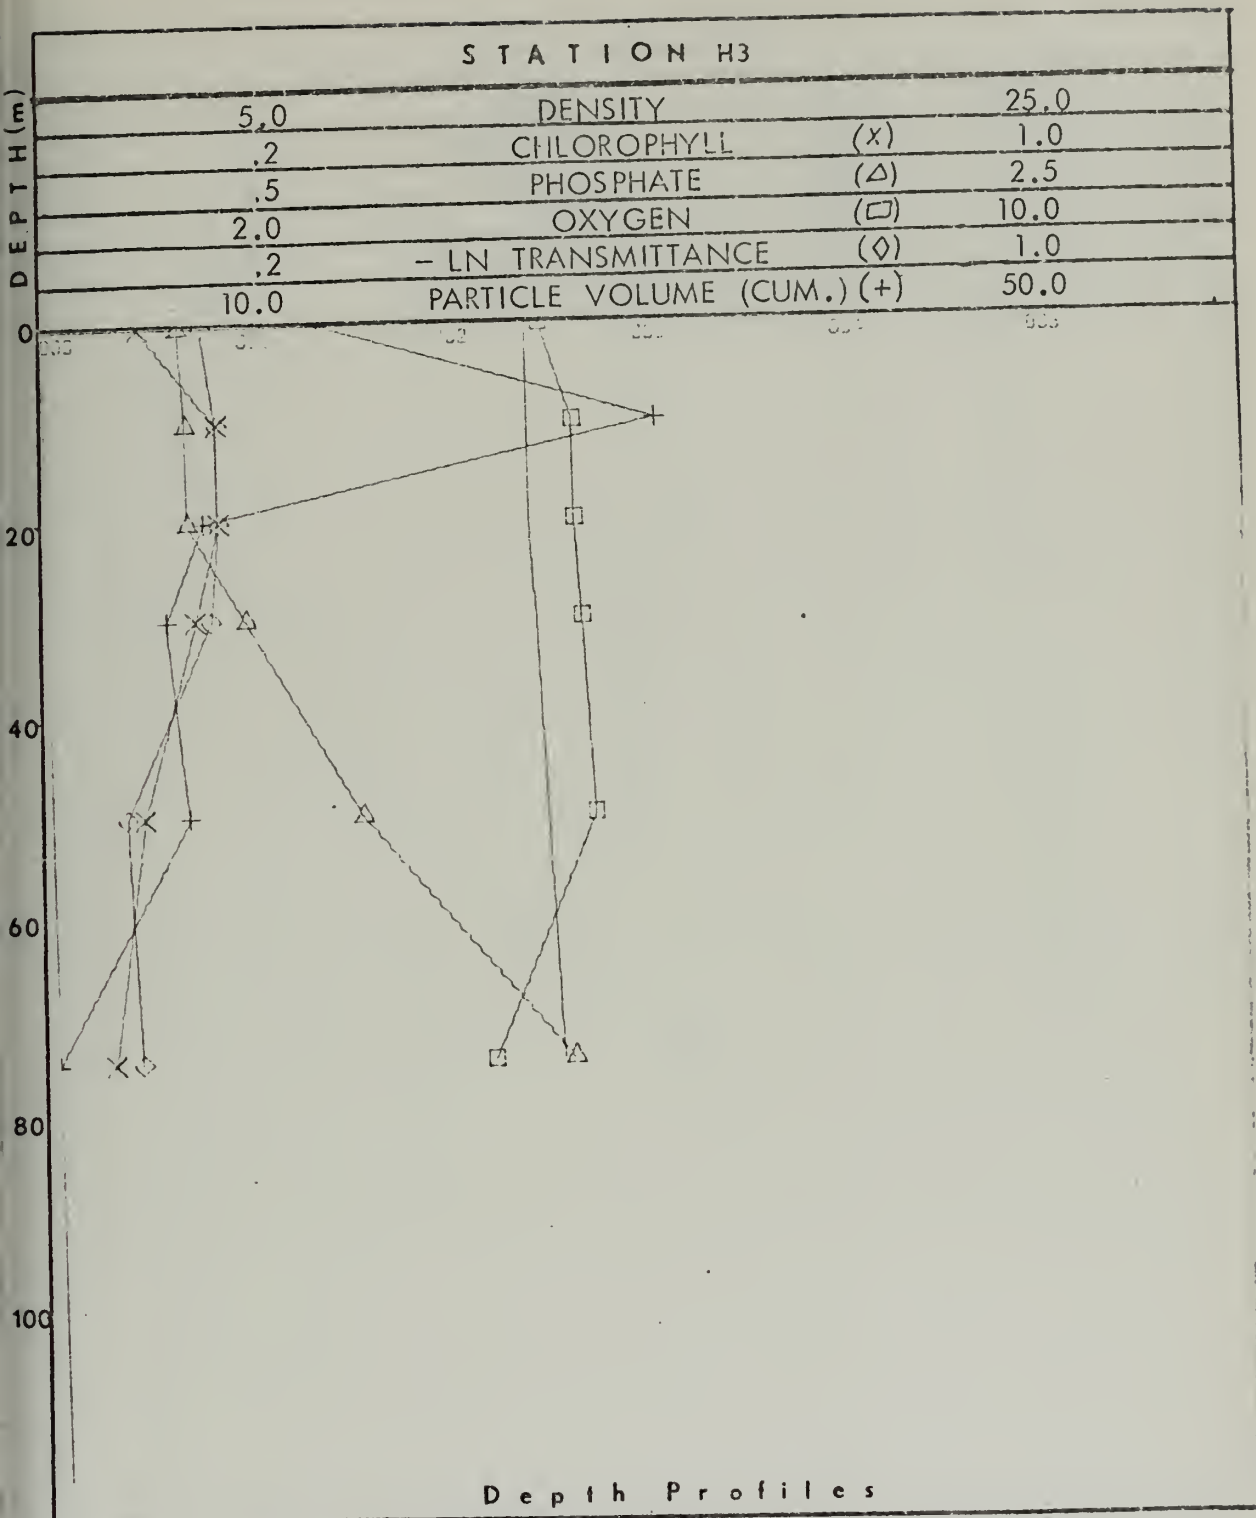 STATION H3
5.0 DENSITY 25.0
.2 CHLOROPHYLL (X) 1.0
.5 PHOSPHATE (Δ) 2.5
2.0 OXYGEN (□) 10.0
.2 - LN TRANSMITTANCE (◊) 1.0
10.0 PARTICLE VOLUME (CUM.) (+) 50.0
DEPTH (m)
0
20
40
60
80
100
Depth Profiles